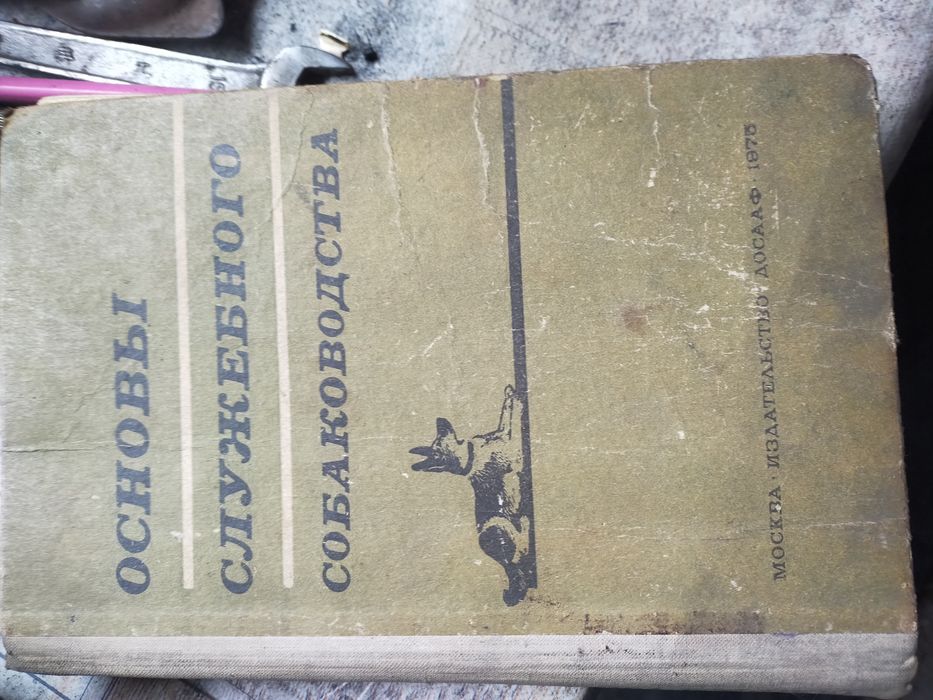 ОСНОВЫ
СЛУЖЕБНОГО
СОБАКОВОДСТВА
МОСКВА · ИЗДАТЕЛЬСТВО ДОСААФ · 1975